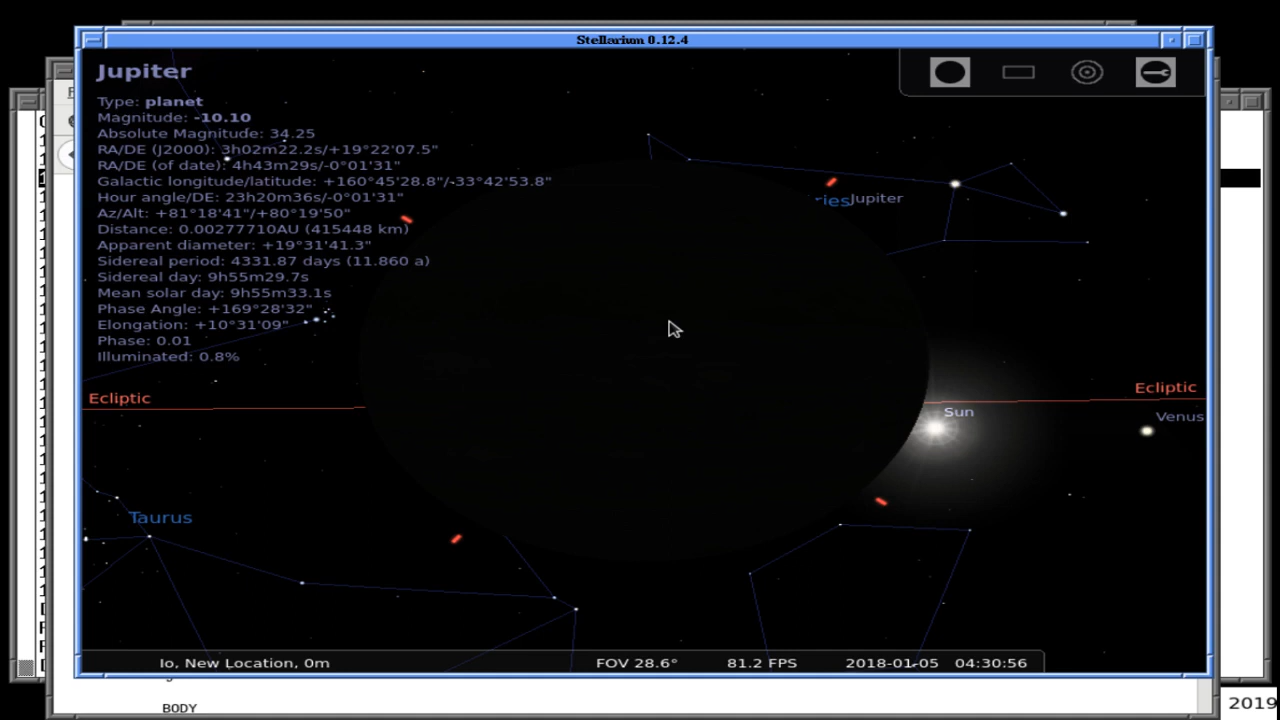 Stellarium 0.12.4
Jupiter
Type: planet
Magnitude: -10.10
Absolute Magnitude: 34.25
RA/DE (J2000): 3h02m22.2s/+19°22'07.5"
RA/DE (of date): 4h43m29s/-0°01'31"
Galactic longitude/latitude: +160°45'28.8"/-33°42'53.8"
Hour angle/DE: 23h20m36s/-0°01'31"
Az/Alt: +81°18'41"/+80°19'50"
Distance: 0.00277710AU (415448 km)
Apparent diameter: +19°31'41.3"
Sidereal period: 4331.87 days (11.860 a)
Sidereal day: 9h55m29.7s
Mean solar day: 9h55m33.1s
Phase Angle: +169°28'32"
Elongation: +10°31'09"
Phase: 0.01
Illuminated: 0.8%
ries Jupiter
Ecliptic
Ecliptic
Sun
Venus
Taurus
Io, New Location, 0m FOV 28.6° 81.2 FPS 2018-01-05 04:30:56
BODY
2019